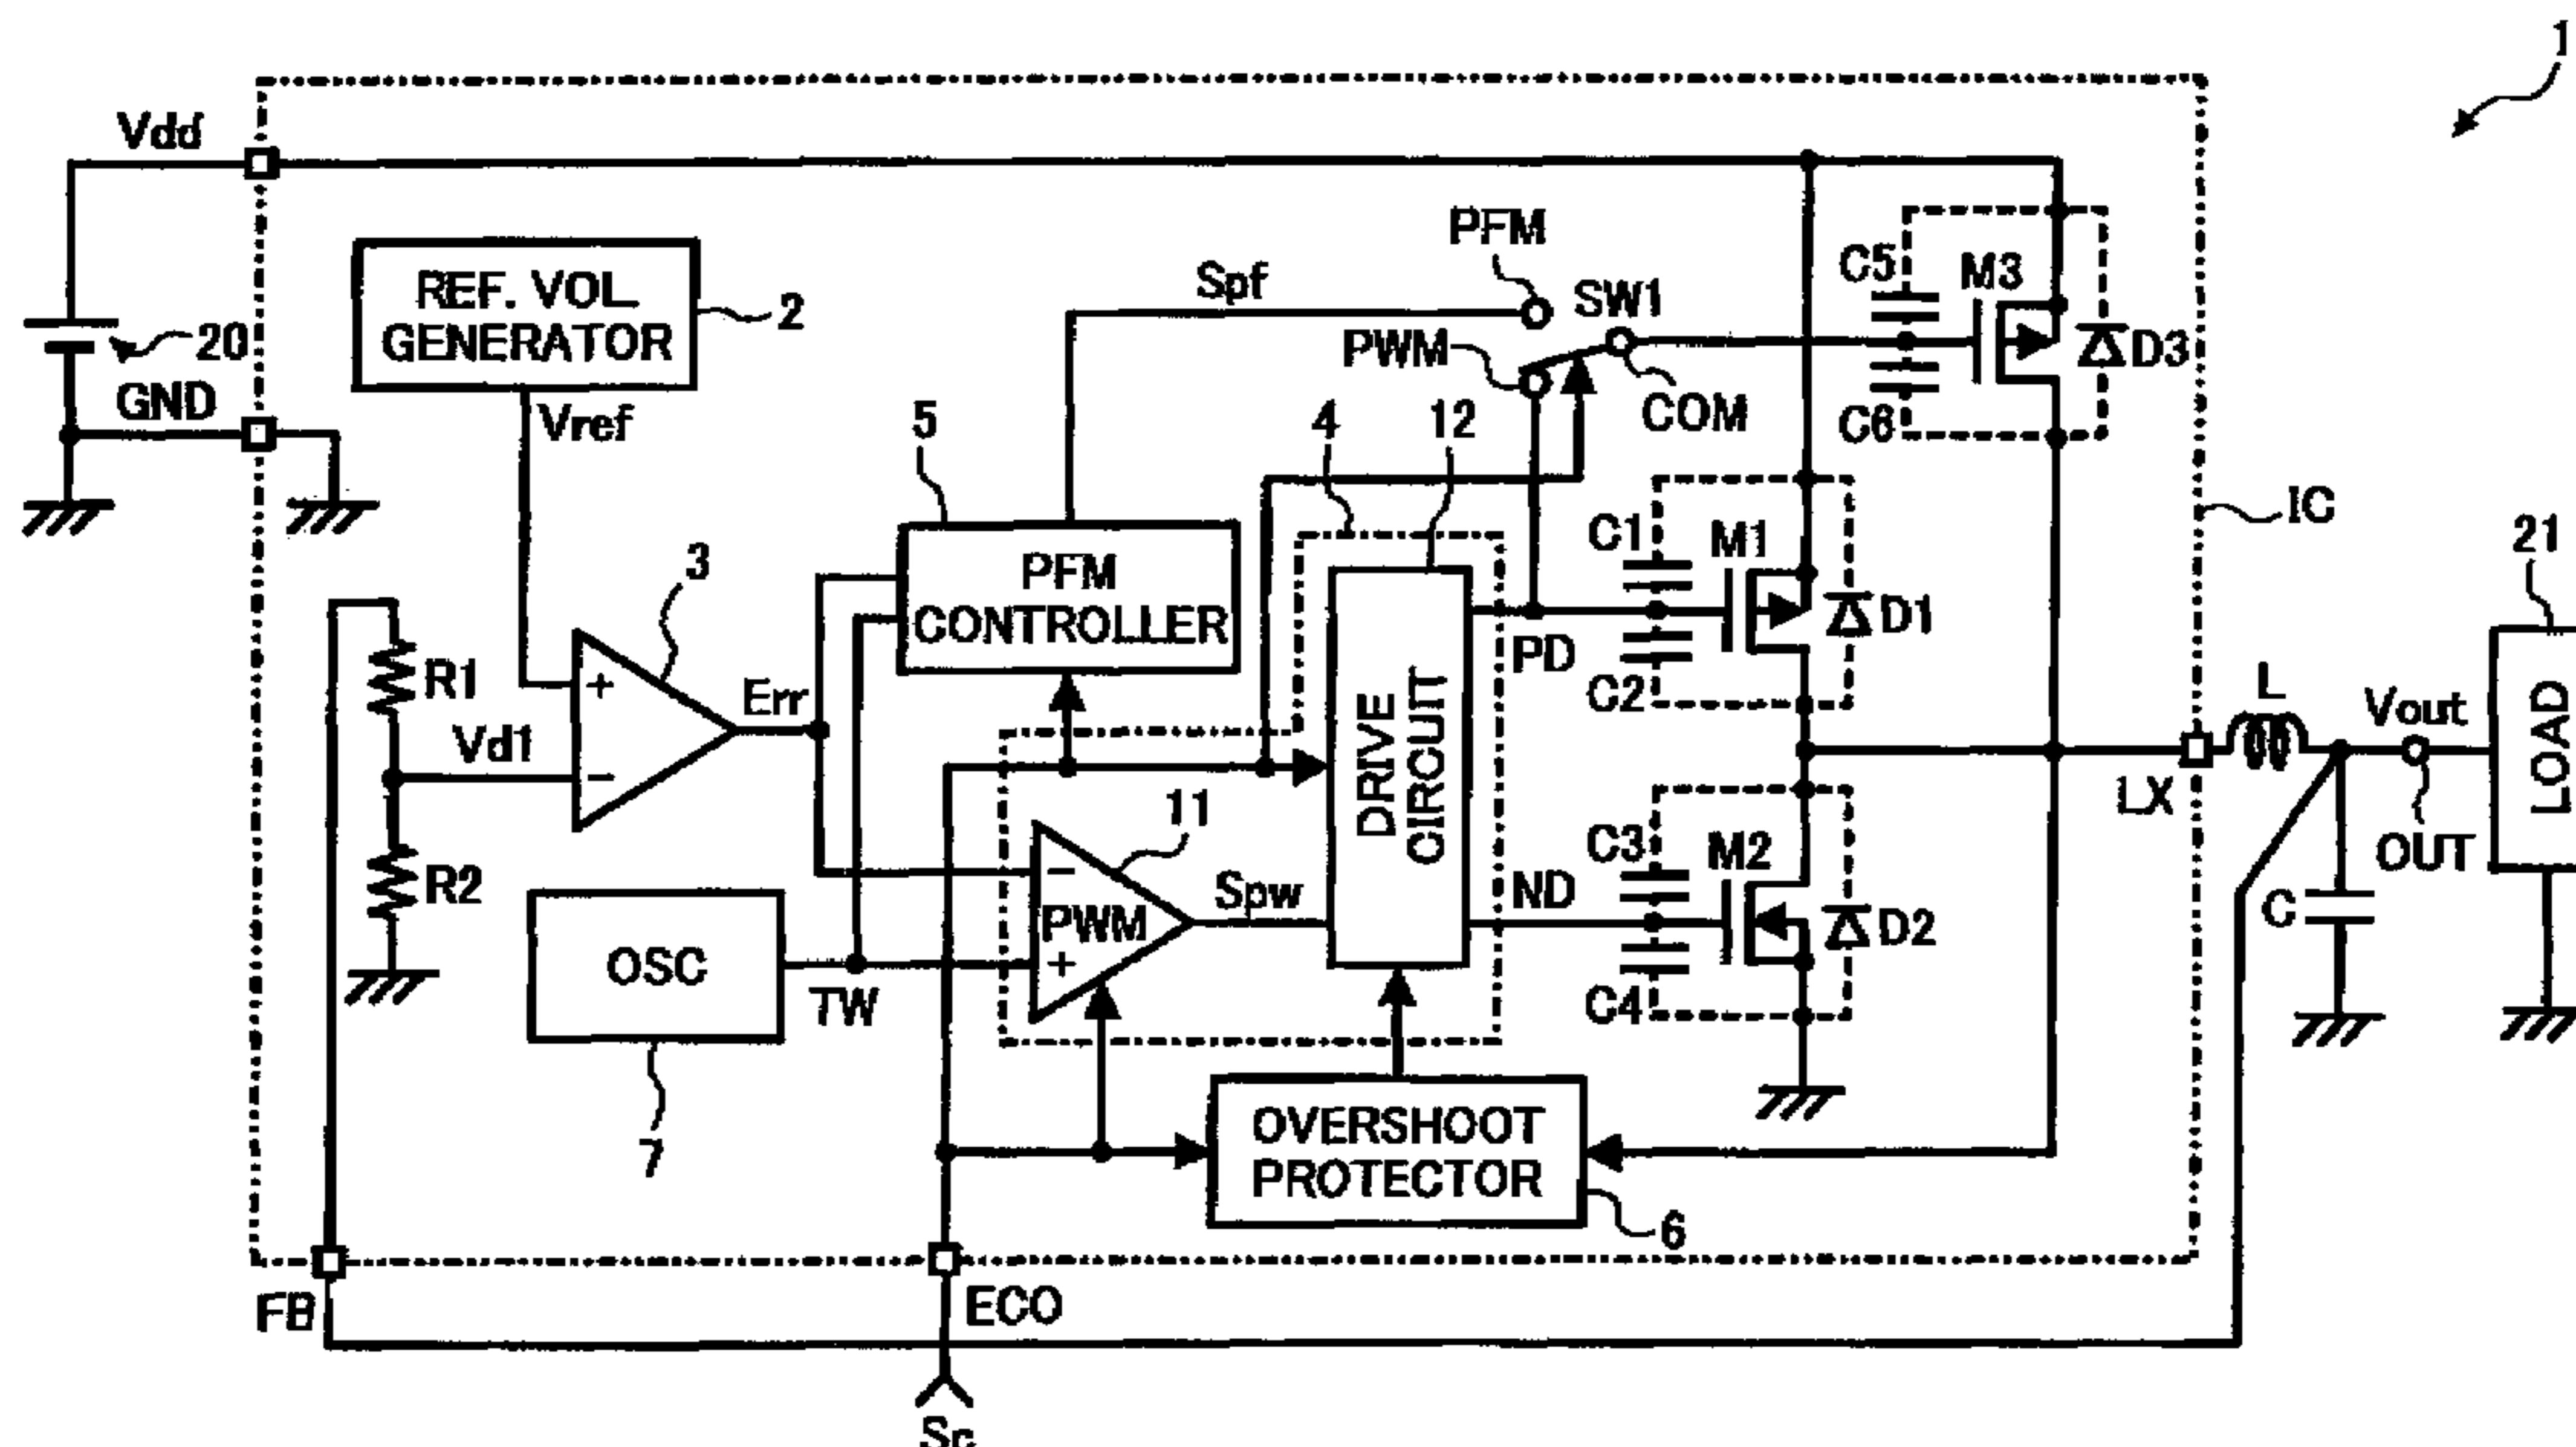 1
Vdd
PFM
C5
M3
Spf
SW1
REF. VOL
GENERATOR
2
20
PWM
D3
GND
Vref
5
4
12
COM
C6
IC
C1
M1
21
3
PFM
CONTROLLER
PD
D1
R1
Err
C2
L
Vout
Vd1
DRIVE
CIRCUIT
LOAD
11
LX
C3
M2
OUT
R2
Spw
ND
PWM
C
D2
OSC
TW
C4
OVERSHOOT
PROTECTOR
7
6
FB
ECO
Sc